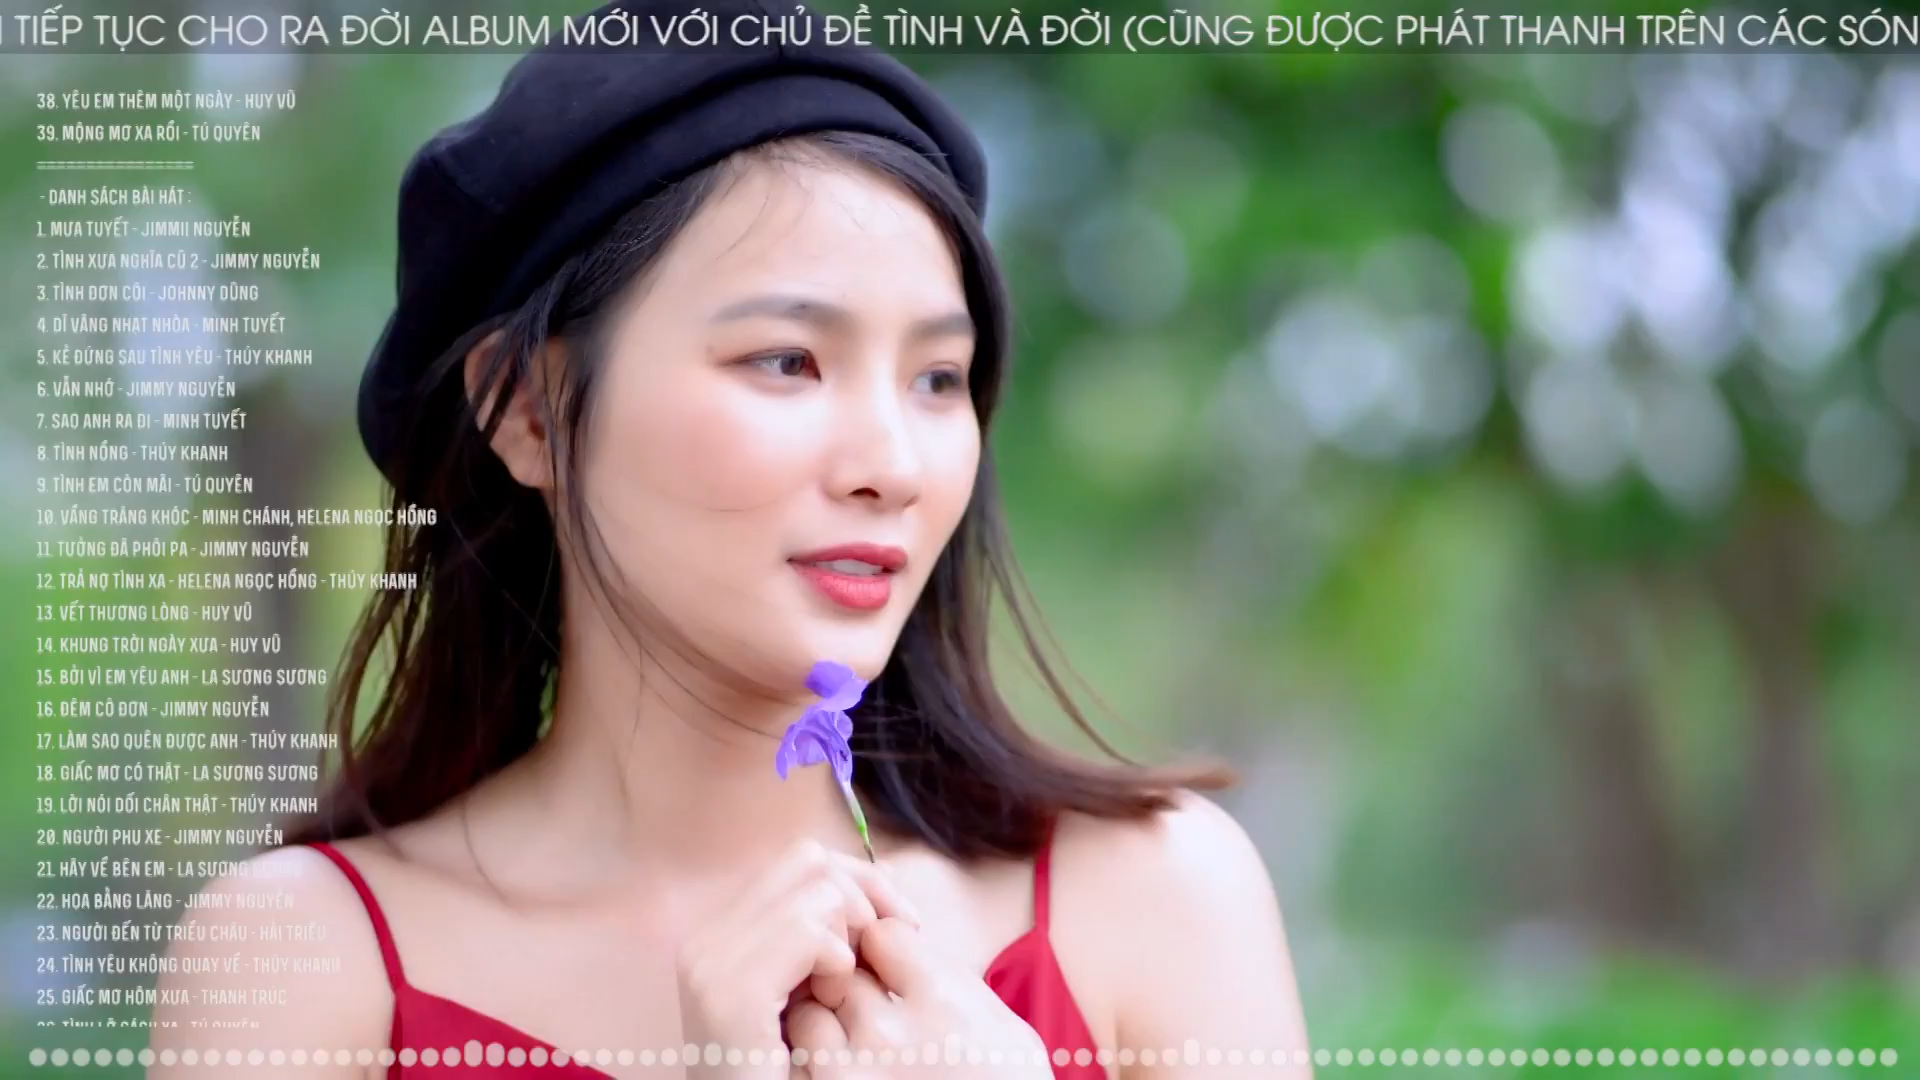 TIẾP TỤC CHO RA ĐỜI ALBUM MỚI VỚI CHỦ ĐỀ TÌNH VÀ ĐỜI (CŨNG ĐƯỢC PHÁT THANH TRÊN CÁC SÓN
38. YÊU EM THÊM MỘT NGÀY - HUY VŨ
39. MỘNG MƠ XA RỒI - TÚ QUYÊN
================
- DANH SÁCH BÀI HÁT :
1. MƯA TUYẾT - JIMMII NGUYỄN
2. TÌNH XƯA NGHĨA CŨ 2 - JIMMY NGUYỄN
3. TÌNH ĐƠN CÔI - JOHNNY DŨNG
4. DĨ VÃNG NHẠT NHÒA - MINH TUYẾT
5. KẺ ĐỨNG SAU TÌNH YÊU - THÚY KHANH
6. VẪN NHỚ - JIMMY NGUYỄN
7. SAO ANH RA ĐI - MINH TUYẾT
8. TÌNH NỒNG - THÚY KHANH
9. TÌNH EM CÒN MÃI - TÚ QUYÊN
10. VẦNG TRĂNG KHÓC - MINH CHÁNH, HELENA NGỌC HỒNG
11. TƯỞNG ĐÃ PHÔI PA - JIMMY NGUYỄN
12. TRẢ NỢ TÌNH XA - HELENA NGỌC HỒNG - THÚY KHANH
13. VẾT THƯƠNG LÒNG - HUY VŨ
14. KHUNG TRỜI NGÀY XƯA - HUY VŨ
15. BỞI VÌ EM YÊU ANH - LA SƯƠNG SƯƠNG
16. ĐÊM CÔ ĐƠN - JIMMY NGUYỄN
17. LÀM SAO QUÊN ĐƯỢC ANH - THÚY KHANH
18. GIẤC MƠ CÓ THẬT - LA SƯƠNG SƯƠNG
19. LỜI NÓI DỐI CHÂN THẬT - THÚY KHANH
20. NGƯỜI PHU XE - JIMMY NGUYỄN
21. HÃY VỀ BÊN EM - LA SƯƠNG SƯƠNG
22. HOA BẰNG LĂNG - JIMMY NGUYỄN
23. NGƯỜI ĐẾN TỪ TRIỀU CHÂU - HẢI TRIỀU
24. TÌNH YÊU KHÔNG QUAY VỀ - THÚY KHANH
25. GIẤC MƠ HÔM XƯA - THANH TRÚC